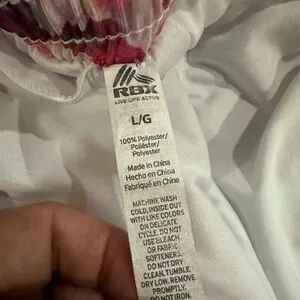 RBX
LIVE LIFE ACTIVE
L/G
100% Polyester/
Poliéster/
Polyester
Made in China
Hecho en China
Fabriqué en Chine
MACHINE WASH
COLD, INSIDE OUT
WITH LIKE COLORS
ON DELICATE
CYCLE. DO NOT
USE BLEACH
OR FABRIC
SOFTENERS.
DO NOT DRY
CLEAN. TUMBLE
DRY LOW. REMOVE
PROMPTLY.
DO NOT IRON.